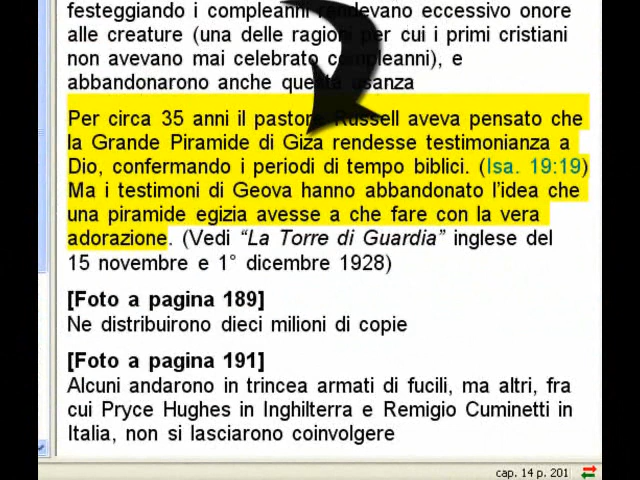 festeggiando i compleanni rendevano eccessivo onore
alle creature (una delle ragioni per cui i primi cristiani
non avevano mai celebrato compleanni), e
abbandonarono anche questa usanza
Per circa 35 anni il pastore Russell aveva pensato che
la Grande Piramide di Giza rendesse testimonianza a
Dio, confermando i periodi di tempo biblici. (Isa. 19:19)
Ma i testimoni di Geova hanno abbandonato l'idea che
una piramide egizia avesse a che fare con la vera
adorazione. (Vedi “La Torre di Guardia” inglese del
15 novembre e 1° dicembre 1928)
[Foto a pagina 189]
Ne distribuirono dieci milioni di copie
[Foto a pagina 191]
Alcuni andarono in trincea armati di fucili, ma altri, fra
cui Pryce Hughes in Inghilterra e Remigio Cuminetti in
Italia, non si lasciarono coinvolgere
cap. 14 p. 201